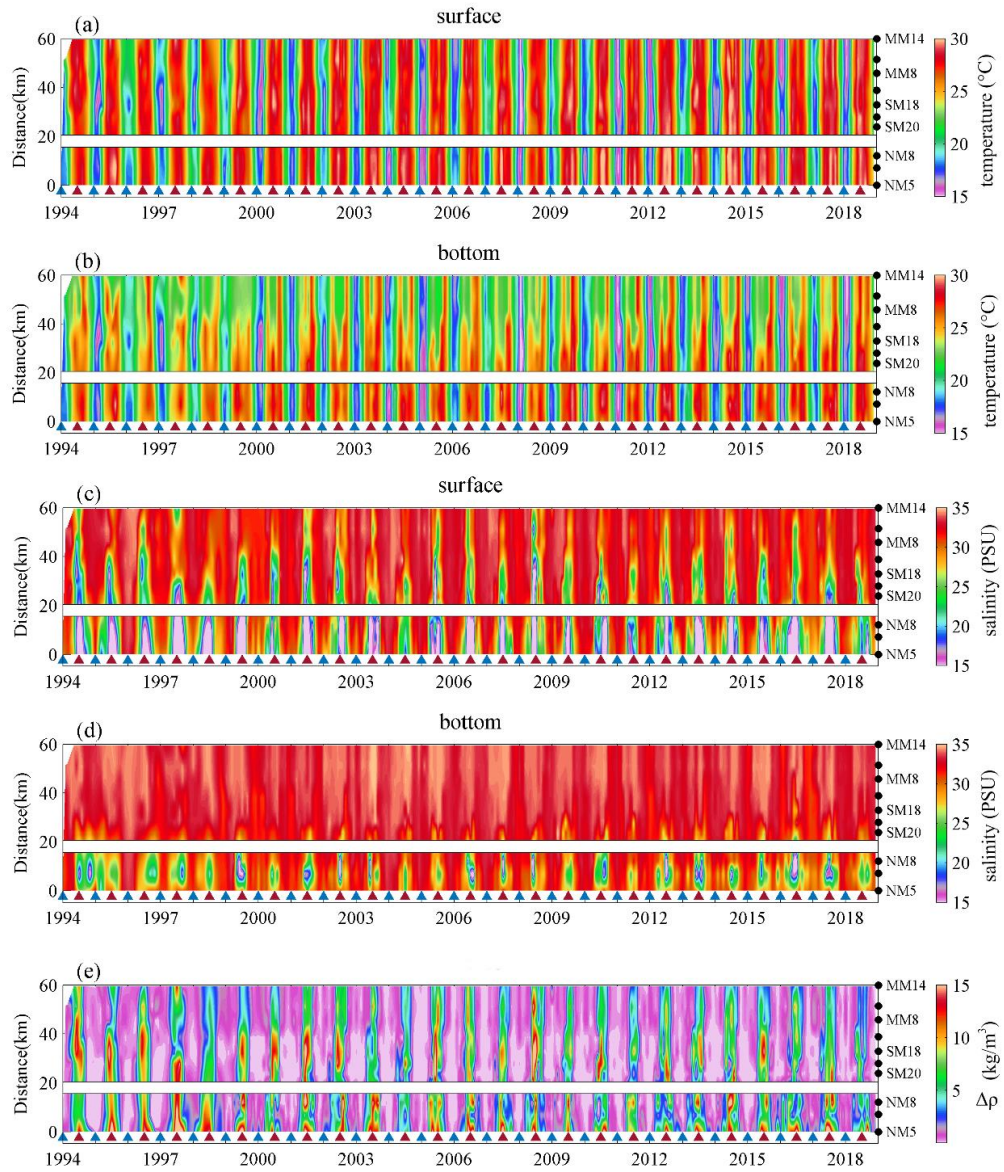 (a) surface
60
40
20
0
Distance(km)
1994 1997 2000 2003 2006 2009 2012 2015 2018
MM14
MM8
SM18
SM20
NM8
NM5
30
25
20
15
temperature (°C)
(b) bottom
60
40
20
0
Distance(km)
1994 1997 2000 2003 2006 2009 2012 2015 2018
MM14
MM8
SM18
SM20
NM8
NM5
30
25
20
15
temperature (°C)
(c) surface
60
40
20
0
Distance(km)
1994 1997 2000 2003 2006 2009 2012 2015 2018
MM14
MM8
SM18
SM20
NM8
NM5
35
30
25
20
15
salinity (PSU)
(d) bottom
60
40
20
0
Distance(km)
1994 1997 2000 2003 2006 2009 2012 2015 2018
MM14
MM8
SM18
SM20
NM8
NM5
35
30
25
20
15
salinity (PSU)
(e)
60
40
20
0
Distance(km)
1994 1997 2000 2003 2006 2009 2012 2015 2018
MM14
MM8
SM18
SM20
NM8
NM5
15
10
5
Δρ (kg/m³)